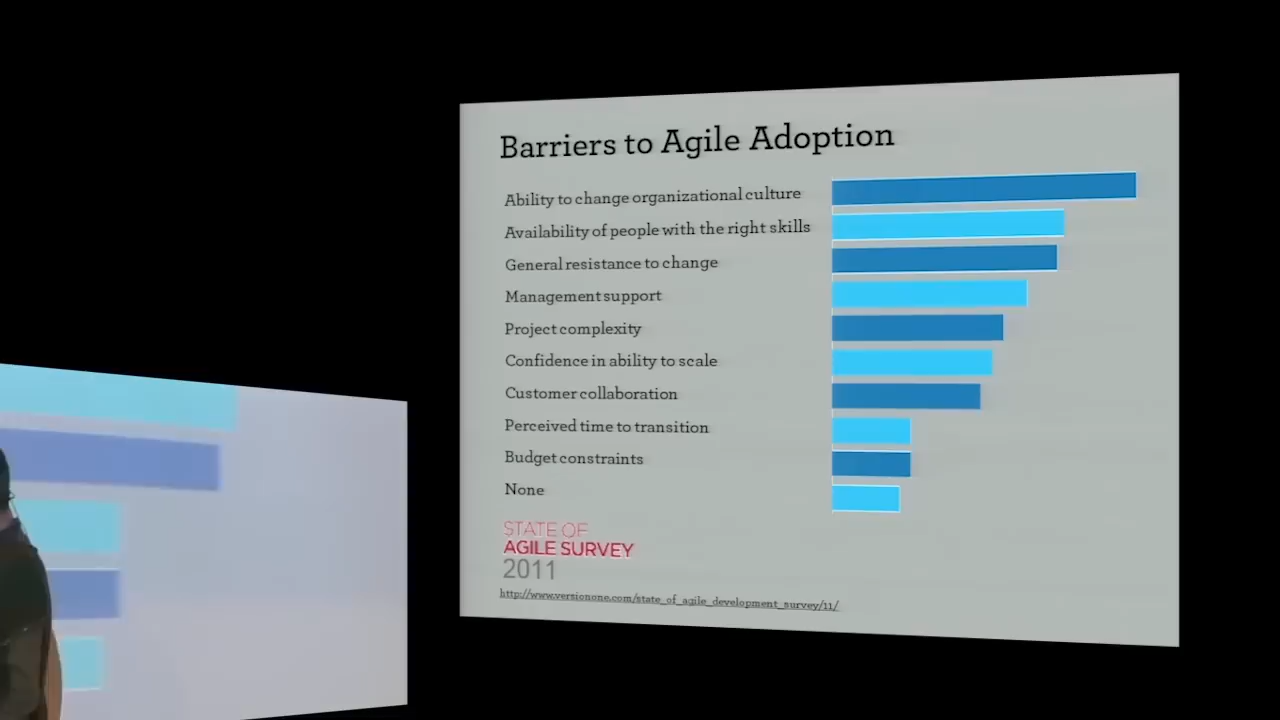 Barriers to Agile Adoption
Ability to change organizational culture
Availability of people with the right skills
General resistance to change
Management support
Project complexity
Confidence in ability to scale
Customer collaboration
Perceived time to transition
Budget constraints
None
STATE OF
AGILE SURVEY
2011
http://www.versionone.com/state_of_agile_development_survey/11/